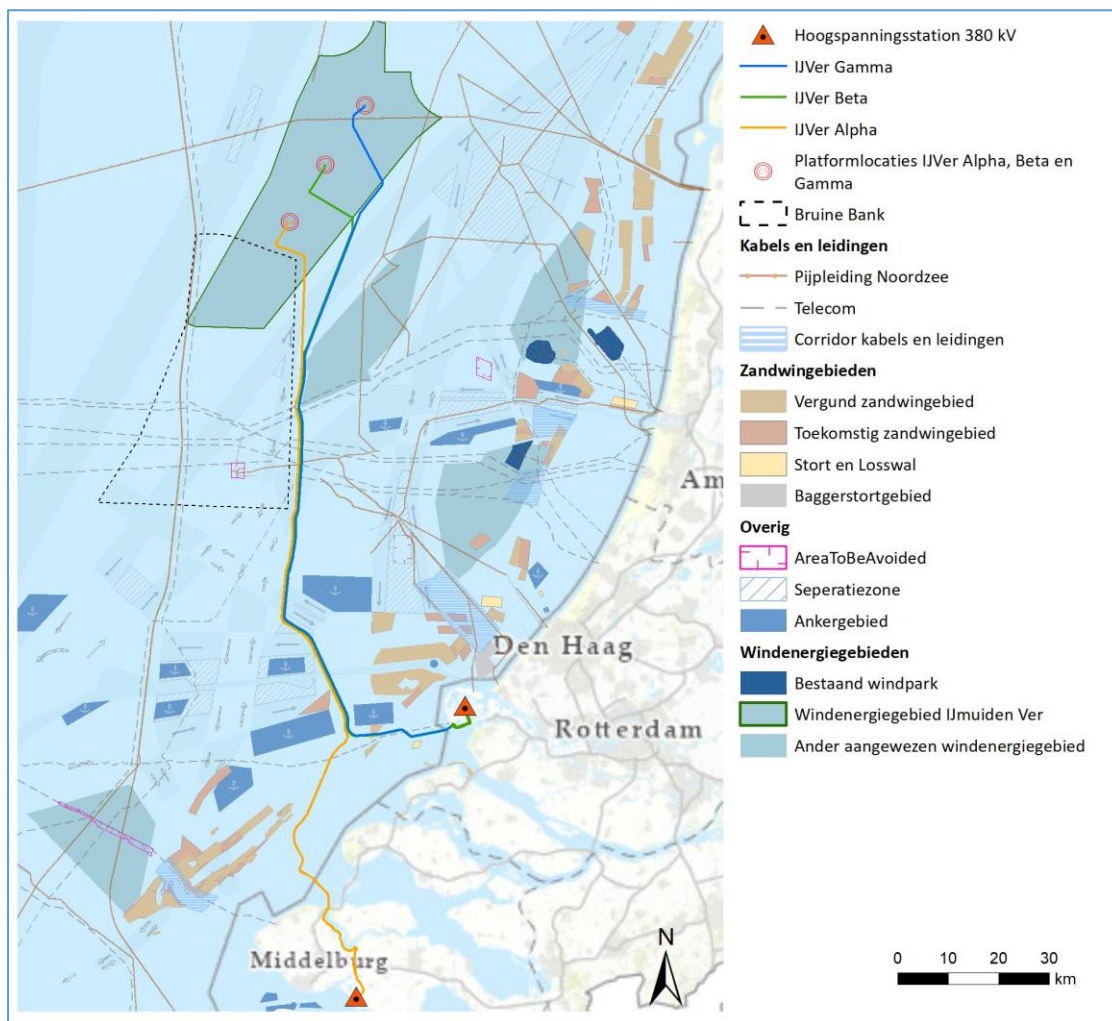 Den Haag
Rotterdam
Middelburg
Am
N
Hoogspanningsstation 380 kV
IJVer Gamma
IJVer Beta
IJVer Alpha
Platformlocaties IJVer Alpha, Beta en
Gamma
Bruine Bank
Kabels en leidingen
Pijpleiding Noordzee
Telecom
Corridor kabels en leidingen
Zandwingebieden
Vergund zandwingebied
Toekomstig zandwingebied
Stort en Losswal
Baggerstortgebied
Overig
AreaToBeAvoided
Seperatiezone
Ankergebied
Windenergiegebieden
Bestaand windpark
Windenergiegebied IJmuiden Ver
Ander aangewezen windenergiegebied
0 10 20 30
km